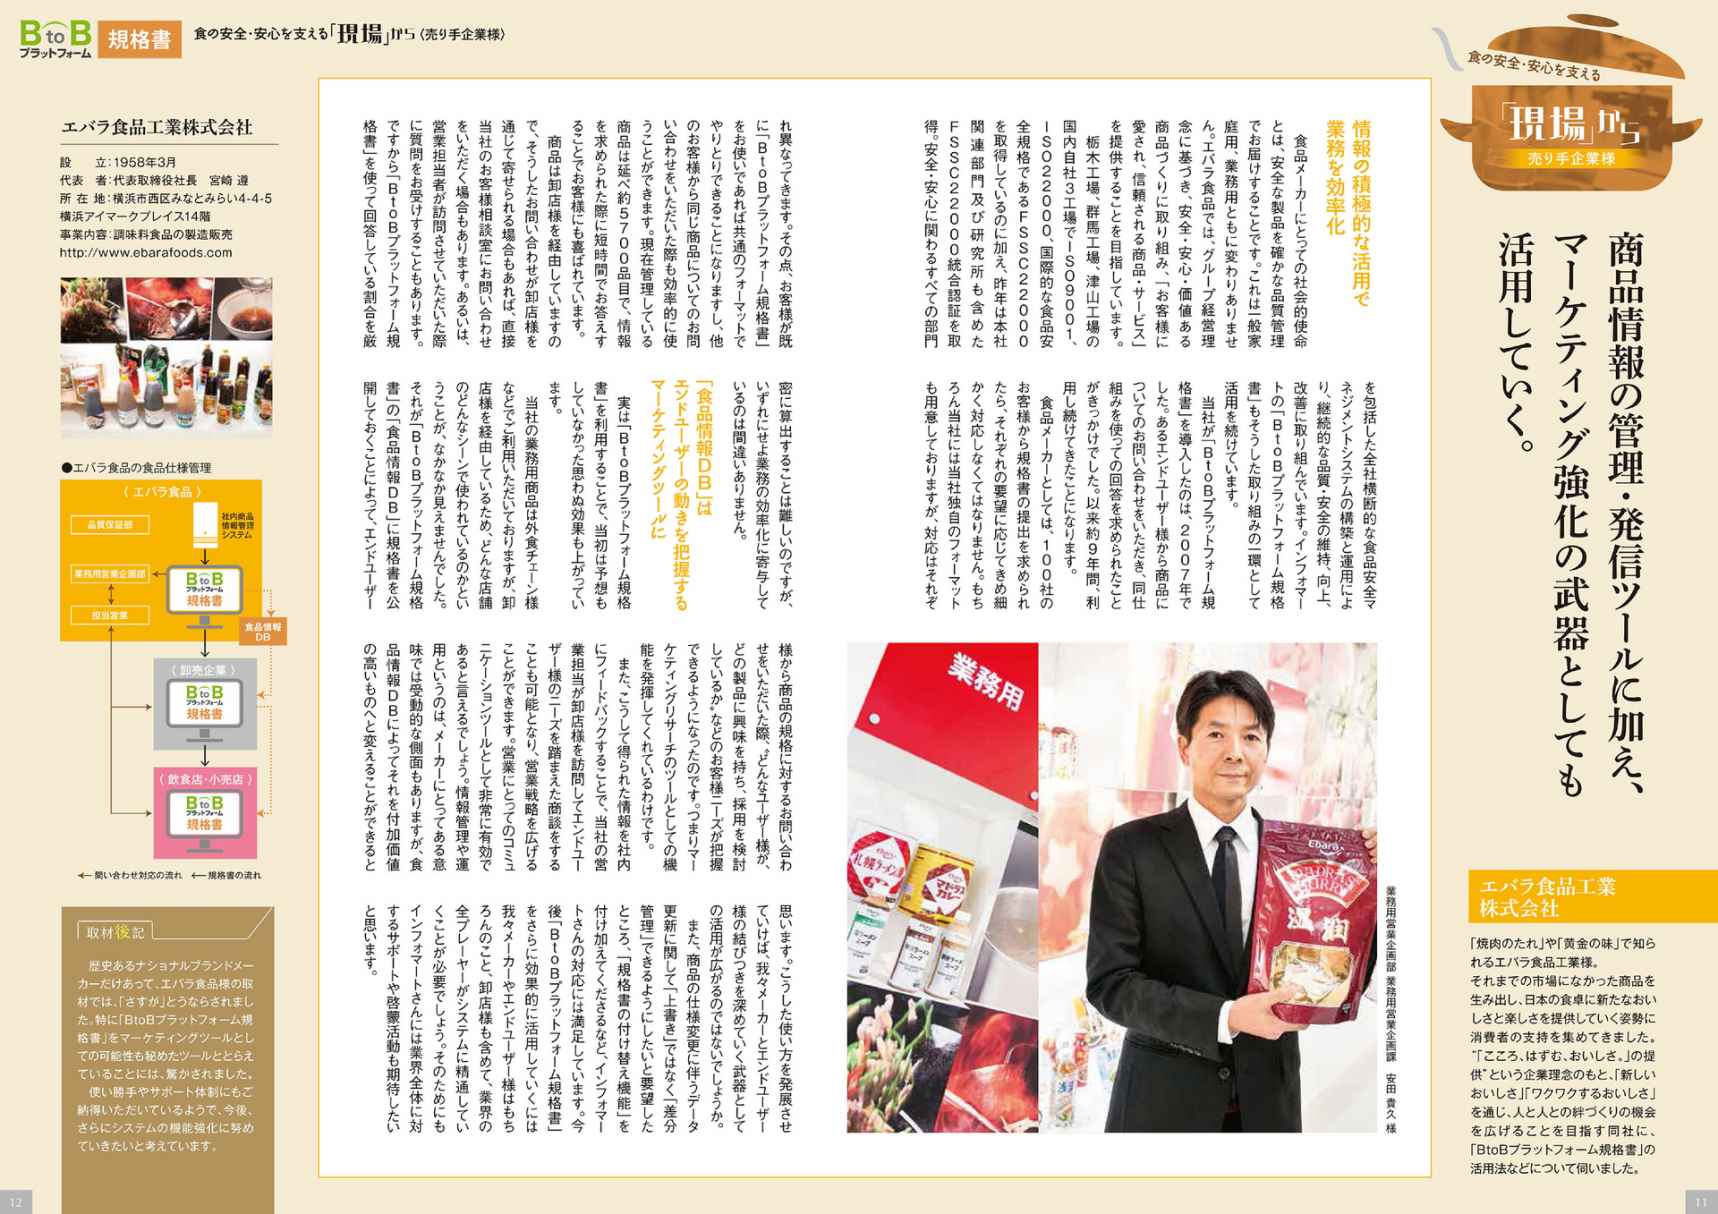 BtoB
プラットフォーム
規格書
食の安全・安心を支える「現場」から〈売り手企業様〉
食の安全・安心を支える
「現場」から
売り手企業様
商品情報の管理・発信ツールに加え、
マーケティング強化の武器としても
活用していく。
エバラ食品工業
株式会社
「焼肉のたれ」や「黄金の味」で知ら
れるエバラ食品工業様。
それまでの市場になかった商品を
生み出し、日本の食卓に新たなおい
しさと楽しさを提供していく姿勢に
消費者の支持を集めてきました。
“「こころ、はずむ、おいしさ。」の提
供”という企業理念のもと、「新しい
おいしさ」「ワクワクするおいしさ」
を通じ、人と人との絆づくりの機会
を広げることを目指す同社に、
「BtoBプラットフォーム規格書」の
活用法などについて伺いました。
情報の積極的な活用で
業務を効率化
食品メーカーにとっての社会的使命
とは、安全な製品を確かな品質管理
でお届けすることです。これは一般家
庭用、業務用ともに変わりありませ
ん。エバラ食品では、グループ経営理
念に基づき、安全・安心・価値ある
商品づくりに取り組み、「お客様に
愛され、信頼される商品・サービス」
を提供することを目指しています。
栃木工場、群馬工場、津山工場の
国内自社3工場でISO9001、
ISO22000、国際的な食品安
全規格であるFSSC22000
を取得しているのに加え、昨年は本社
関連部門及び研究所も含めた
FSSC22000統合認証を取
得。安全・安心に関わるすべての部門
を包括した全社横断的な食品安全マ
ネジメントシステムの構築と運用によ
り、継続的な品質・安全の維持、向上、
改善に取り組んでいます。インフォマー
トの「BtoBプラットフォーム規格
書」もそうした取り組みの一環として
活用を続けています。
当社が「BtoBプラットフォーム規
格書」を導入したのは、2007年で
した。あるエンドユーザー様から商品に
ついてのお問い合わせをいただき、同仕
組みを使っての回答を求められたこと
がきっかけでした。以来約9年間、利
用し続けてきたことになります。
食品メーカーとしては、100社の
お客様から規格書の提出を求められ
たら、それぞれの要望に応じてきめ細
かく対応しなくてはなりません。もち
ろん当社には当社独自のフォーマット
も用意しておりますが、対応はそれぞ
れ異なってきます。その点、お客様が既
に「BtoBプラットフォーム規格書」
をお使いであれば共通のフォーマットで
やりとりできることになりますし、他
のお客様から同じ商品についてのお問
い合わせをいただいた際も効率的に使
うことができます。現在管理している
商品は延べ約5700品目で、情報
を求められた際に短時間でお答えす
ることでお客様にも喜ばれています。
商品は卸店様を経由していますの
で、そうしたお問い合わせが卸店様を
通じて寄せられる場合もあれば、直接
当社のお客様相談室にお問い合わせ
をいただく場合もあります。あるいは、
営業担当者が訪問させていただいた際
に質問をお受けすることもあります。
ですから「BtoBプラットフォーム規
格書」を使って回答している割合を厳
密に算出することは難しいのですが、
いずれにせよ業務の効率化に寄与して
いるのは間違いありません。
「食品情報DB」は
エンドユーザーの動きを把握する
マーケティングツールに
実は「BtoBプラットフォーム規格
書」を利用することで、当初は予想も
していなかった思わぬ効果も上がってい
ます。
当社の業務用商品は外食チェーン様
などでご利用いただいておりますが、卸
店様を経由しているため、どんな店舗
のどんなシーンで使われているのかとい
うことが、なかなか見えませんでした。
それが「BtoBプラットフォーム規格
書」の「食品情報DB」に規格書を公
開しておくことによって、エンドユーザー
様から商品の規格に対するお問い合わ
せをいただいた際、“どんなユーザー様が、
どの製品に興味を持ち、採用を検討
しているか”などのお客様ニーズが把握
できるようになったのです。つまりマー
ケティングリサーチのツールとしての機
能を発揮してくれているわけです。
また、こうして得られた情報を社内
にフィードバックすることで、当社の営
業担当が卸店様を訪問してエンドユー
ザー様のニーズを踏まえた商談をする
ことも可能となり、営業戦略を広げる
ことができます。営業にとってのコミュ
ニケーションツールとして非常に有効で
あると言えるでしょう。情報管理や運
用というのは、メーカーにとってある意
味では受動的な側面もありますが、食
品情報DBによってそれを付加価値
の高いものへと変えることができると
思います。こうした使い方を発展させ
ていけば、我々メーカーとエンドユーザー
様の結びつきを深めていく武器として
の活用が広がるのではないでしょうか。
また、商品の仕様変更に伴うデータ
更新に関して「上書き」ではなく「差分
管理」できるようにしたいと要望した
ところ、「規格書の付け替え機能」を
付け加えてくださるなど、インフォマー
トさんの対応には満足しています。今
後「BtoBプラットフォーム規格書」
をさらに効果的に活用していくには
我々メーカーやエンドユーザー様はもち
ろんのこと、卸店様も含めて、業界の
全プレーヤーがシステムに精通してい
くことが必要でしょう。そのためにも
インフォマートさんには業界全体に対
するサポートや啓蒙活動も期待したい
と思います。
業務用
札幌ラーメン
マドラス
カレー
Ebara
MADRAS
CURRY
湿潤
業務用営業企画部 業務用営業企画課 安田 貴久 様
エバラ食品工業株式会社
設 立：1958年3月
代表者：代表取締役社長 宮崎 遵
所在地：横浜市西区みなとみらい4-4-5
横浜アイマークプレイス14階
事業内容：調味料食品の製造販売
http://www.ebarafoods.com
●エバラ食品の食品仕様管理
〈エバラ食品〉
品質保証部
社内商品
情報管理
システム
業務用営業企画部
担当営業
BtoB
プラットフォーム
規格書
食品情報
DB
〈卸売企業〉
BtoB
プラットフォーム
規格書
〈飲食店・小売店〉
BtoB
プラットフォーム
規格書
←問い合わせ対応の流れ ←規格書の流れ
取材後記
歴史あるナショナルブランドメー
カーだけあって、エバラ食品様の取
材では、「さすが」とうならされまし
た。特に「BtoBプラットフォーム規
格書」をマーケティングツールとし
ての可能性も秘めたツールととらえ
ていることには、驚かされました。
使い勝手やサポート体制にもご
納得いただいているようで、今後、
さらにシステムの機能強化に努め
ていきたいと考えています。
12
11